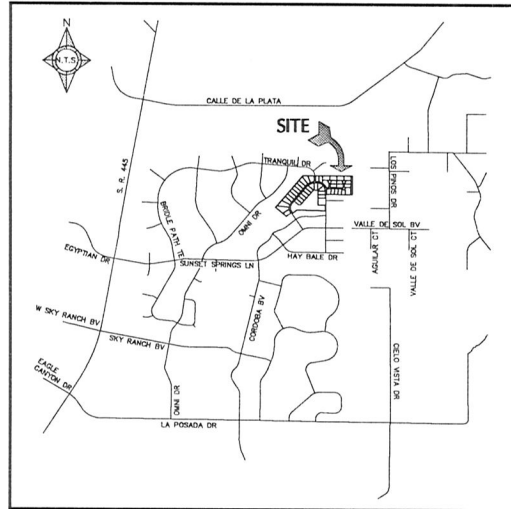 N
N.T.S.
S. R. 445
CALLE DE LA PLATA
SITE
TRANQUIL DR
LOS PINOS DR
BRIDLE PATH TE
OMNI DR
VALLE DE SOL BV
EGYPTIAN DR
SUNSET SPRINGS LN
HAY BALE DR
AGUILAR CT
VALLE DE SOL CT
W SKY RANCH BV
SKY RANCH BV
CORDOBA BV
EAGLE
CANYON DR
OMNI DR
CIELO VISTA DR
LA POSADA DR